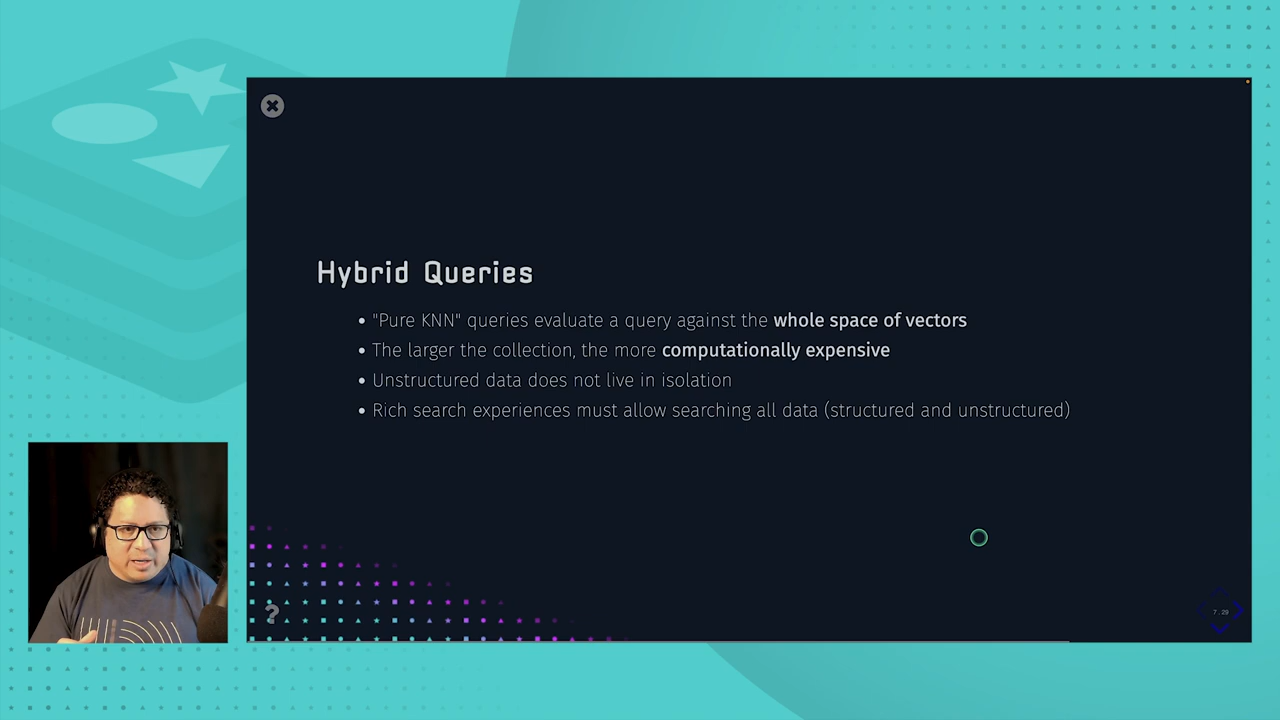 Hybrid Queries
• "Pure KNN" queries evaluate a query against the whole space of vectors
• The larger the collection, the more computationally expensive
• Unstructured data does not live in isolation
• Rich search experiences must allow searching all data (structured and unstructured)
?
7.29